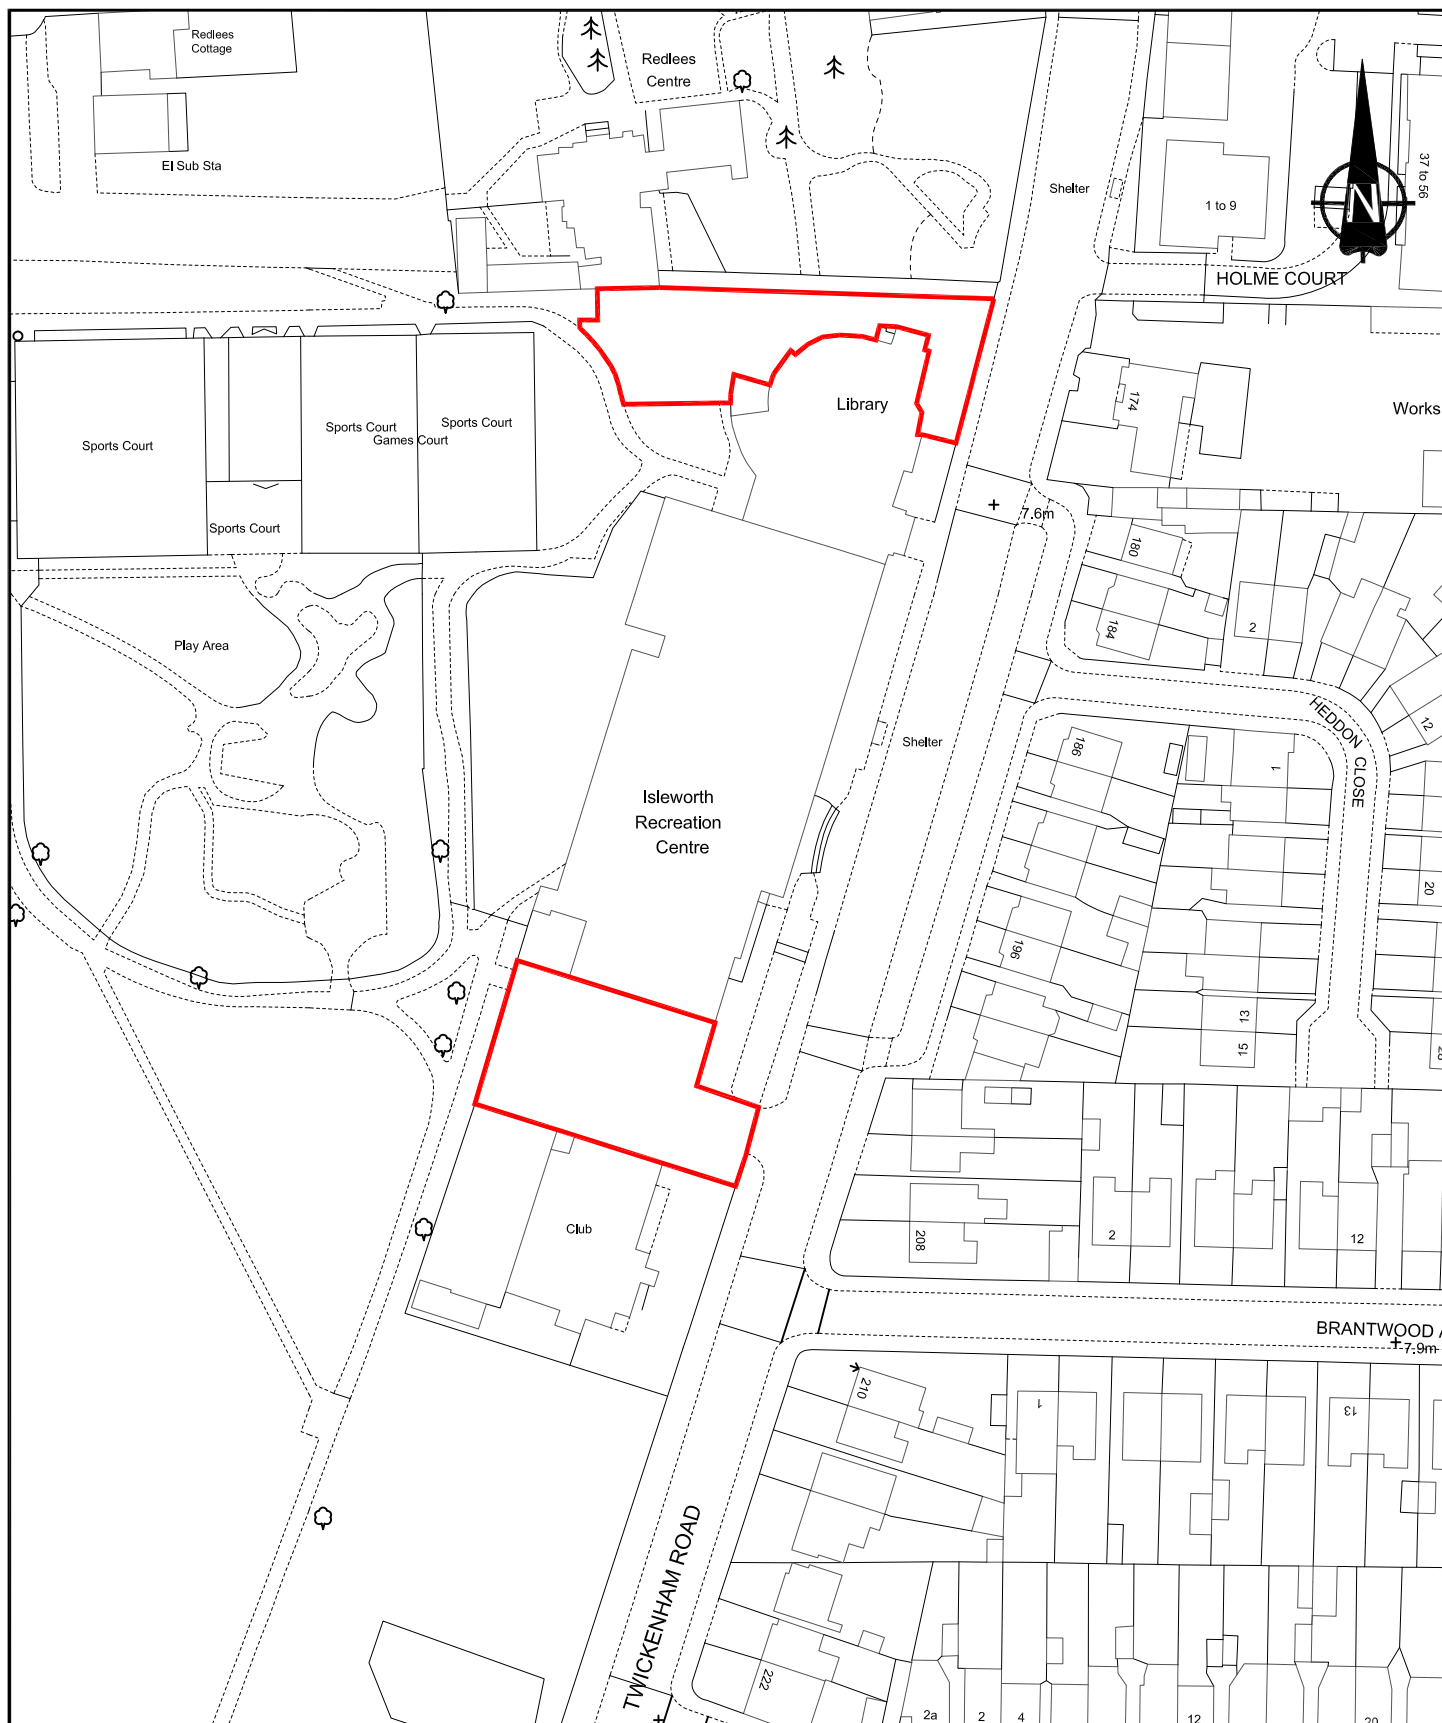 Redlees
Cottage
Redlees
Centre
El Sub Sta
Shelter
1 to 9
37 to 56
N
HOLME COURT
Library
174
Works
Sports Court
Sports Court
Games Court
Sports Court
Sports Court
7.6m
180
184
2
Play Area
HEDDON CLOSE
12
Shelter
186
1
Isleworth
Recreation
Centre
20
196
13
15
208
2
12
Club
BRANTWOOD
7.9m
210
1
13
TWICKENHAM ROAD
222
2a
2
4
12
20